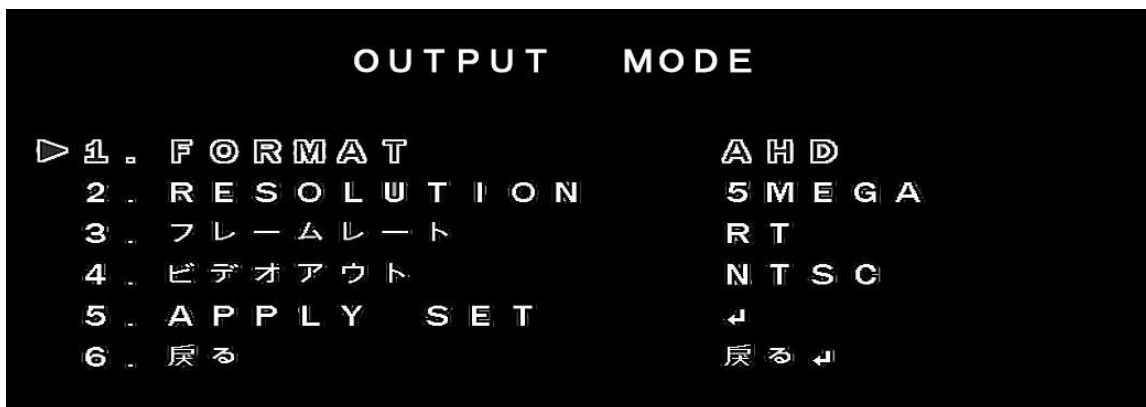 OUTPUT MODE
1. FORMAT AHD
2. RESOLUTION 5MEGA
3. フレームレート RT
4. ビデオアウト NTSC
5. APPLY SET ↲
6. 戻る 戻る↲